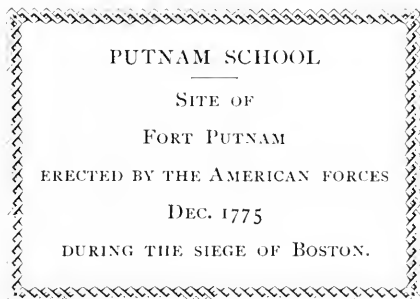 PUTNAM SCHOOL
SITE OF
FORT PUTNAM
ERECTED BY THE AMERICAN FORCES
DEC. 1775
DURING THE SIEGE OF BOSTON.